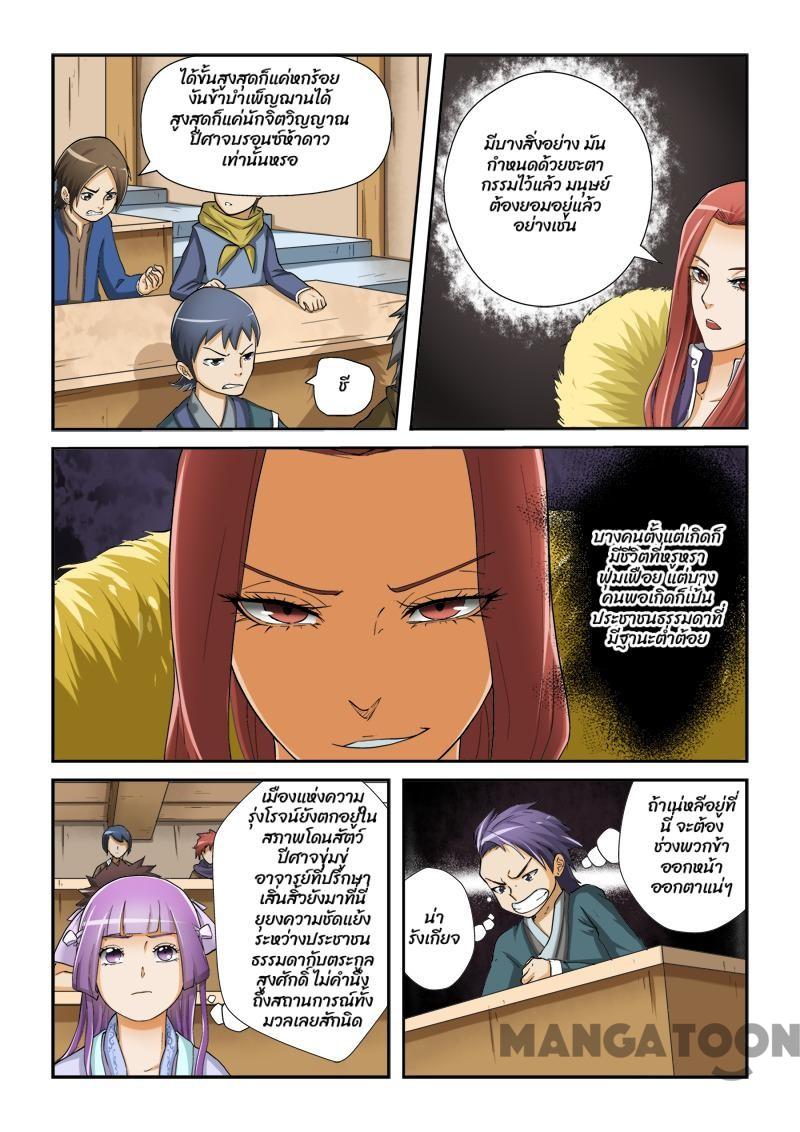 ได้ขั้นสูงสุดก็แค่หกร้อย
งั้นข้าบำเพ็ญฌานได้
สูงสุดก็แค่นักจิตวิญญาณ
ปีศาจบรอนซ์ห้าดาว
เท่านั้นหรอ
ชี
มีบางสิ่งอย่าง มัน
กำหนดด้วยชะตา
กรรมไว้แล้ว มนุษย์
ต้องยอมอยู่แล้ว
อย่างเช่น
บางคนตั้งแต่เกิดก็
มีชีวิตที่หรูหรา
ฟุ่มเฟือย แต่บาง
คนพอเกิดก็เป็น
ประชาชนธรรมดาที่
มีฐานะต่ำต้อย
เมืองแห่งความ
รุ่งโรจน์ยังตกอยู่ใน
สภาพโดนสัตว์
ปีศาจขุ่มขู่
อาจารย์ที่ปรึกษา
เสิ่นสิ้วยังมาที่นี่
ยุยงความขัดแย้ง
ระหว่างประชาชน
ธรรมดากับตระกูล
สูงศักดิ์ ไม่คำนึง
ถึงสถานการณ์ทั้ง
มวลเลยสักนิด
น่า
รังเกียจ
ถ้าเน่หลีอยู่ที่
นี่ จะต้อง
ช่วงพวกข้า
ออกหน้า
ออกตาแน่ๆ
MANGATOON